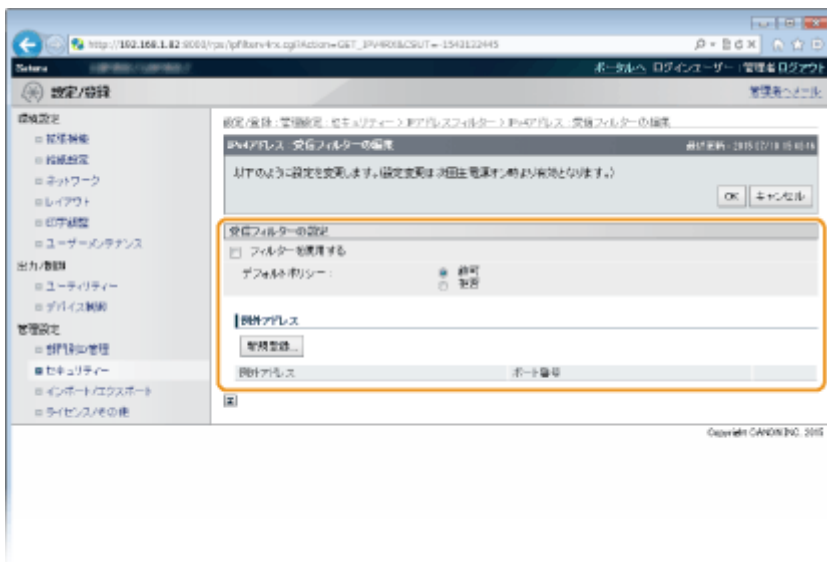 http://192.168.1.82:8000/rps/ipfilterv4rx.cgi?Action=GET_IPV4RX&CSUT=-1543122445
Satera
ポータルへ ログインユーザー：管理者 ログアウト
設定/登録
管理者へメール
環境設定
拡張機能
給紙設定
ネットワーク
レイアウト
印字調整
ユーザーメンテナンス
出力/制御
ユーティリティー
デバイス制御
管理設定
部門別ID管理
セキュリティー
インポート/エクスポート
ライセンス/その他
設定/登録 : 管理設定 : セキュリティー > IPアドレスフィルター > IPv4アドレス : 受信フィルターの編集
IPv4アドレス : 受信フィルターの編集
最終更新 :
以下のように設定を変更します。(設定変更は次回主電源オン時より有効となります。)
OK
キャンセル
受信フィルターの設定
フィルターを使用する
デフォルトポリシー :
許可
拒否
例外アドレス
新規登録...
例外アドレス
ポート番号
Copyright CANON INC. 2015